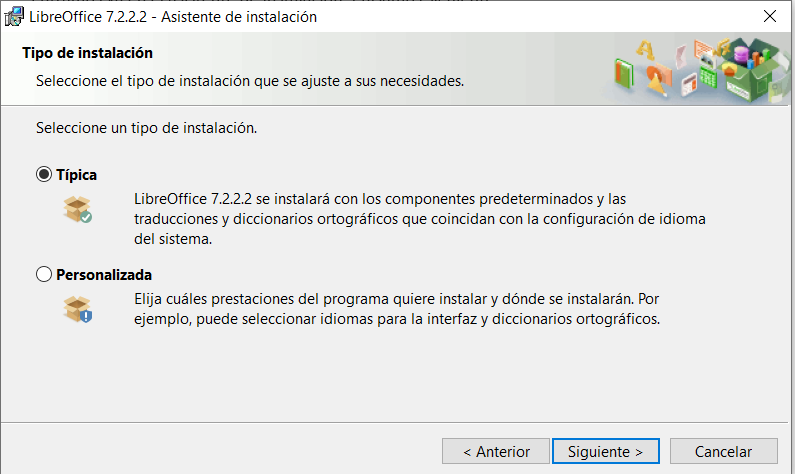 LibreOffice 7.2.2.2 - Asistente de instalación
Tipo de instalación
Seleccione el tipo de instalación que se ajuste a sus necesidades.
Seleccione un tipo de instalación.
Típica
LibreOffice 7.2.2.2 se instalará con los componentes predeterminados y las
traducciones y diccionarios ortográficos que coincidan con la configuración de idioma
del sistema.
Personalizada
Elija cuáles prestaciones del programa quiere instalar y dónde se instalarán. Por
ejemplo, puede seleccionar idiomas para la interfaz y diccionarios ortográficos.
< Anterior
Siguiente >
Cancelar